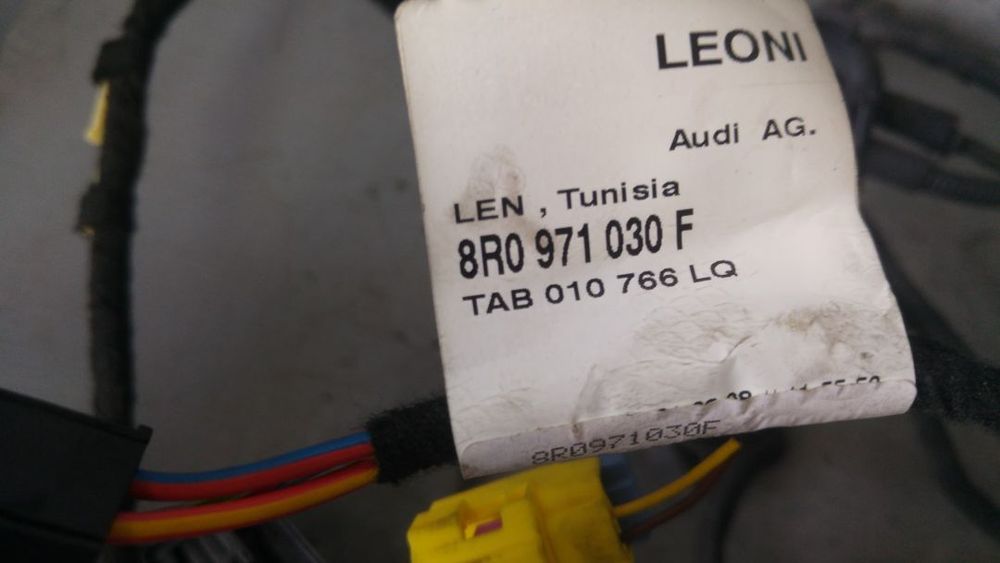 LEONI
Audi AG.
LEN , Tunisia
8R0 971 030 F
TAB 010 766 LQ
8R0971030F